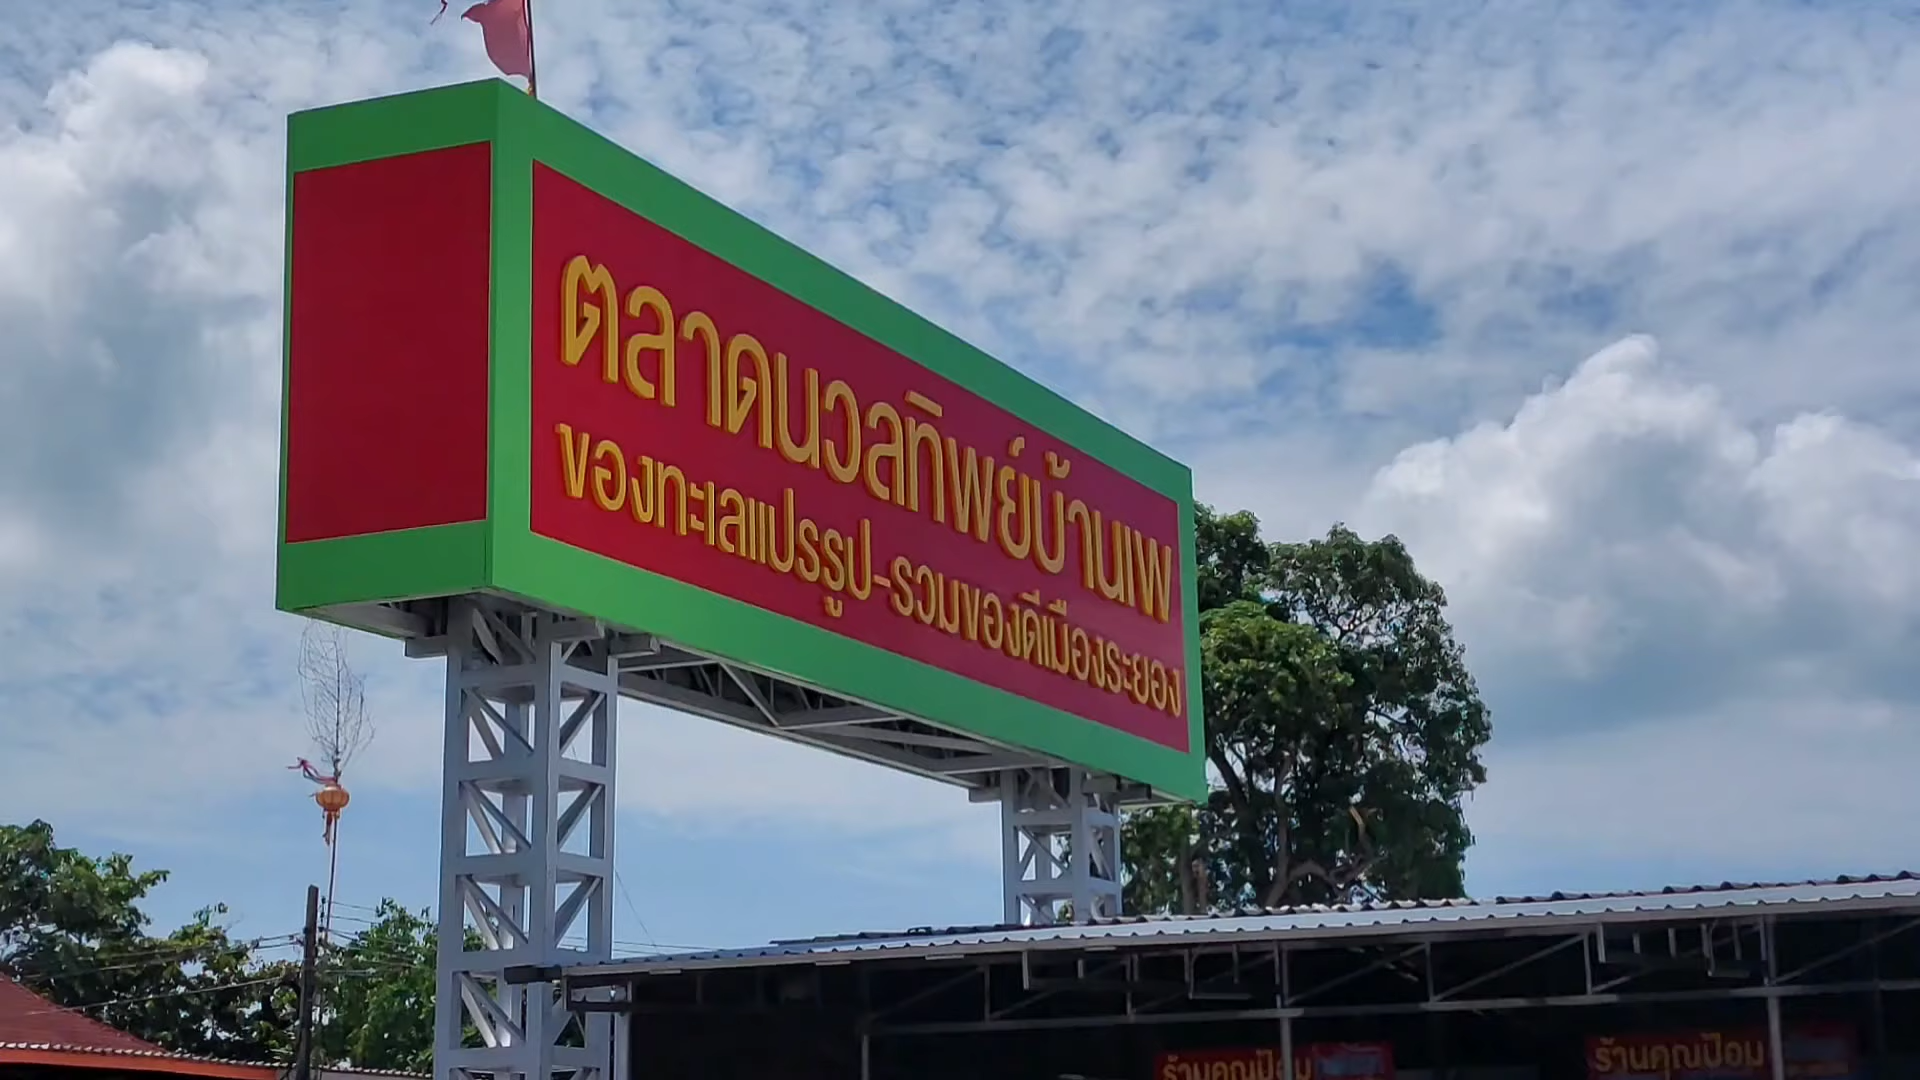 ตลาดนวลทิพย์บ้านเพ
ของทะเลแปรรูป-รวมของดีเมืองระยอง
ร้านคุณป้อม
ร้านคุณป้อม